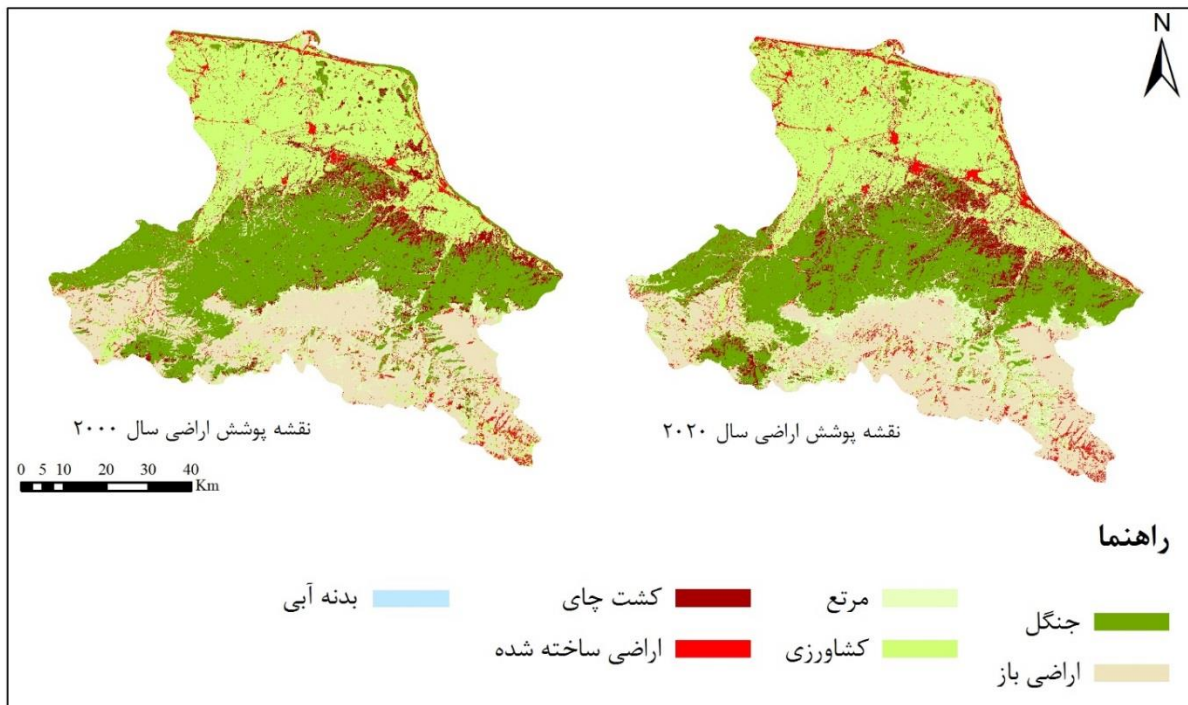 N
نقشه پوشش اراضی سال ۲۰۰۰
نقشه پوشش اراضی سال ۲۰۲۰
0 5 10 20 30 40
Km
راهنما
جنگل
اراضی باز
مرتع
کشاورزی
کشت چای
اراضی ساخته شده
بدنه آبی